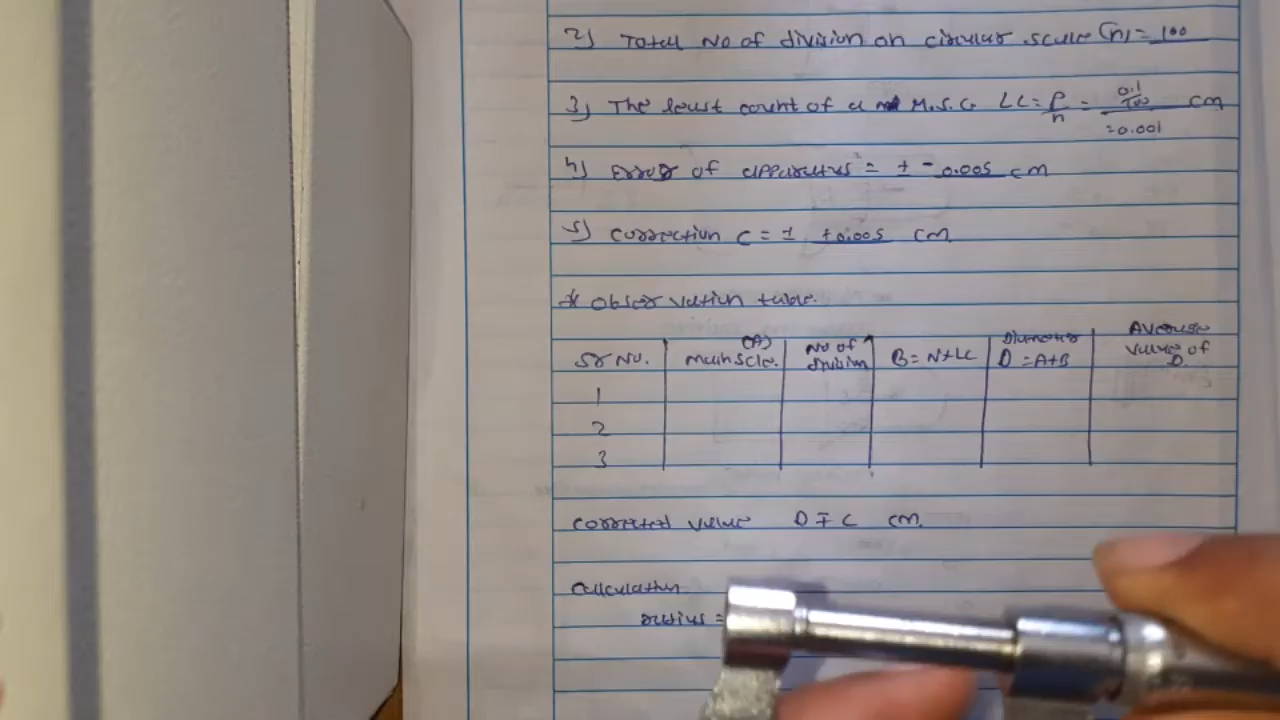 2) Total No of division on circular scale (n) = 100
3) The least count of a M.S.G LC = P/n = 0.1/100 cm
= 0.001
4) Error of apparatus = ± - 0.005 cm
5) Correction C = ± +0.005 cm
* Observation table.
Sr No. (A) Main scle. No of division B = N+LC Diameter D = A+B Average value of D.
1
2
3
corrected value D ∓ C cm.
calculation
radius =